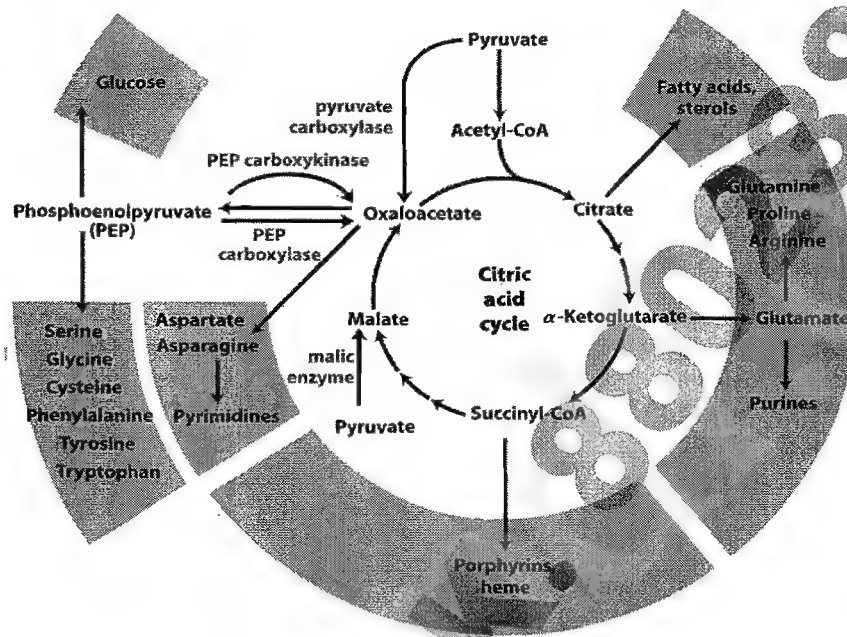 Pyruvate
Glucose
Fatty acids,
sterols
pyruvate
carboxylase
Acetyl-CoA
PEP carboxykinase
Glutamine
Phosphoenolpyruvate
(PEP)
Oxaloacetate
Citrate
Proline
Arginine
PEP
carboxylase
Citric
acid
cycle
Aspartate
Asparagine
Malate
α-Ketoglutarate
Glutamate
Serine
Glycine
Cysteine
Phenylalanine
Tyrosine
Tryptophan
malic
enzyme
Pyrimidines
Pyruvate
Succinyl-CoA
Purines
Porphyrins,
heme